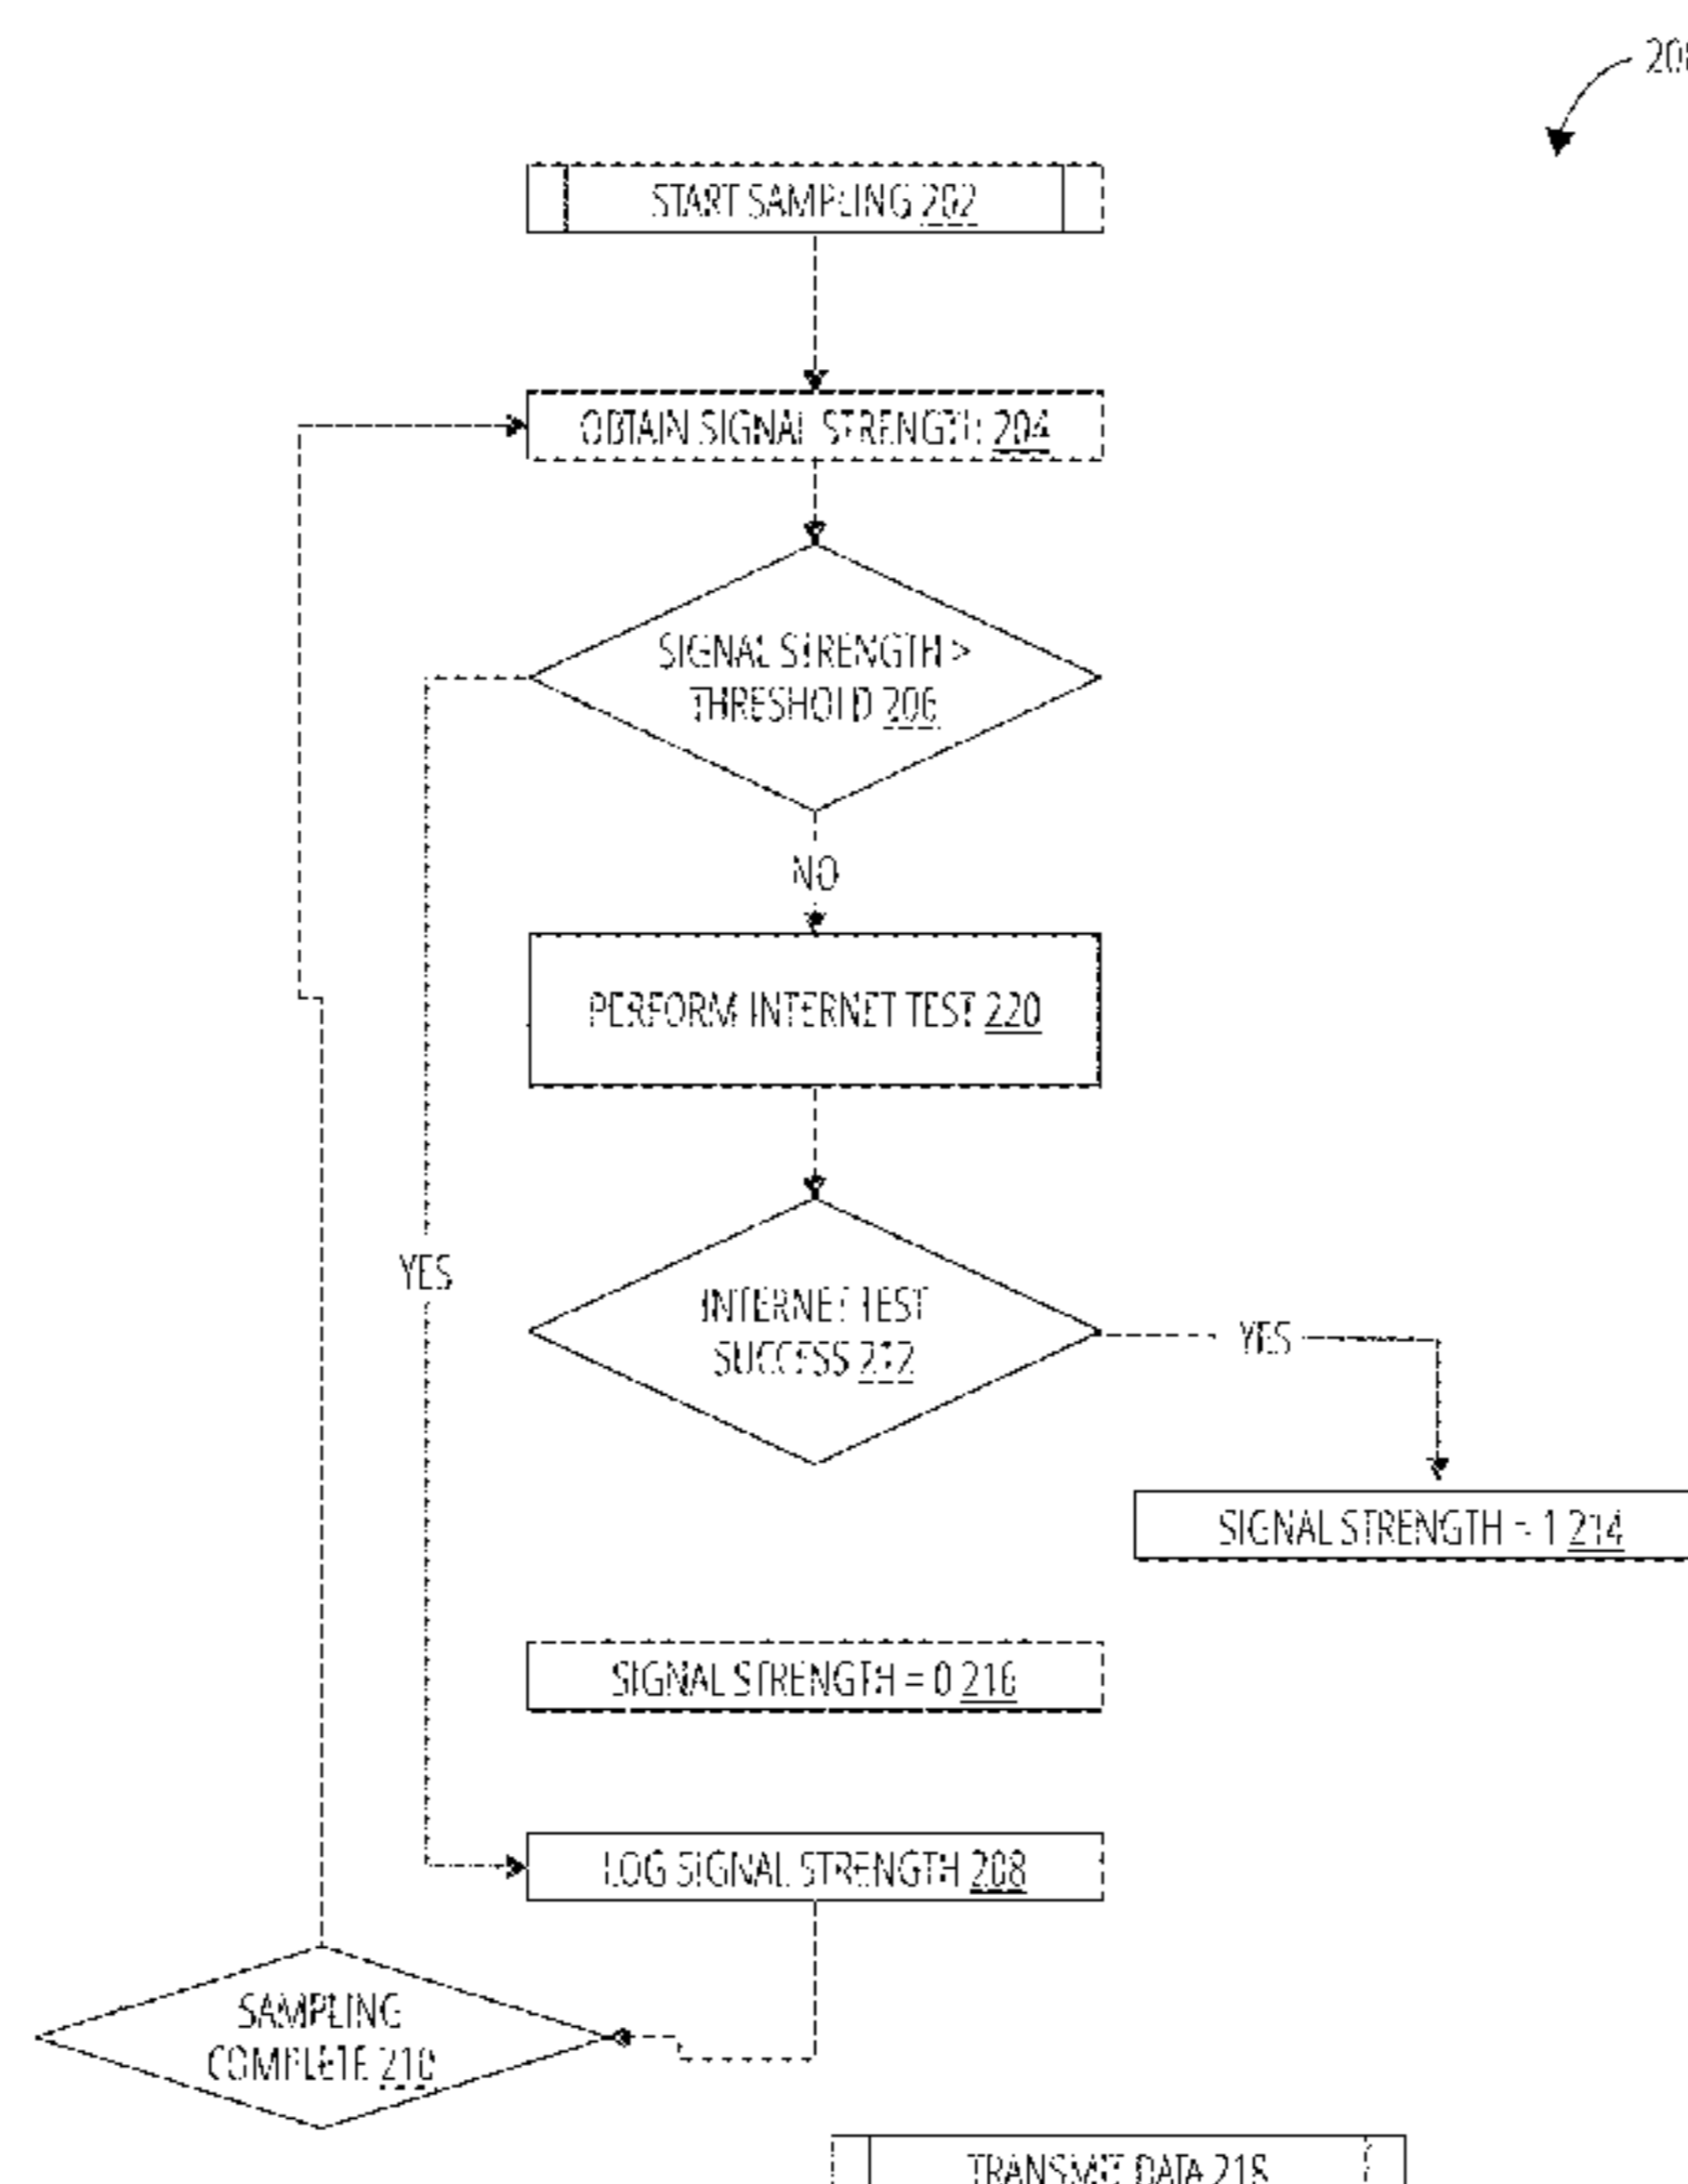 START SAMPLING 202
OBTAIN SIGNAL STRENGTH 204
SIGNAL STRENGTH >
THRESHOLD 206
NO
PERFORM INTERNET TEST 220
YES
INTERNET TEST
SUCCESS 212
YES
SIGNAL STRENGTH = 1 214
SIGNAL STRENGTH = 0 216
LOG SIGNAL STRENGTH 208
SAMPLING
COMPLETE 210
TRANSMIT DATA 218